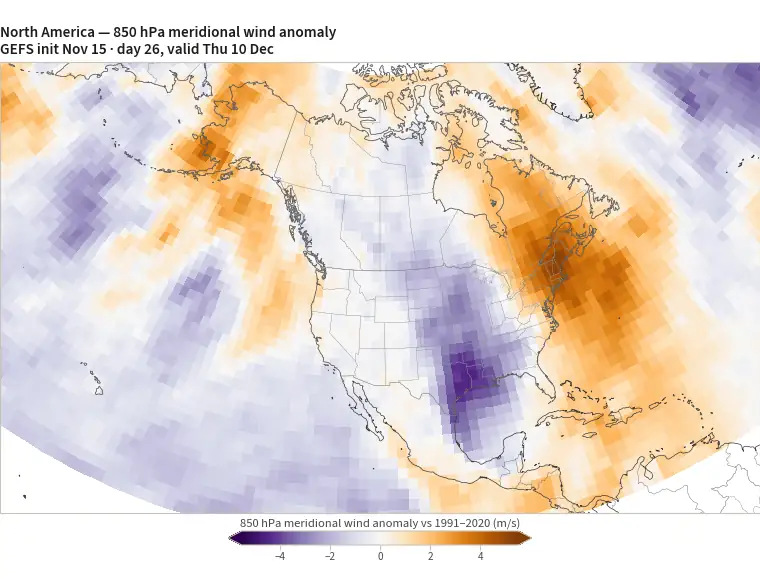 North America — 850 hPa meridional wind anomaly
GEFS init Nov 15 · day 26, valid Thu 10 Dec
850 hPa meridional wind anomaly vs 1991–2020 (m/s)
−4 −2 0 2 4